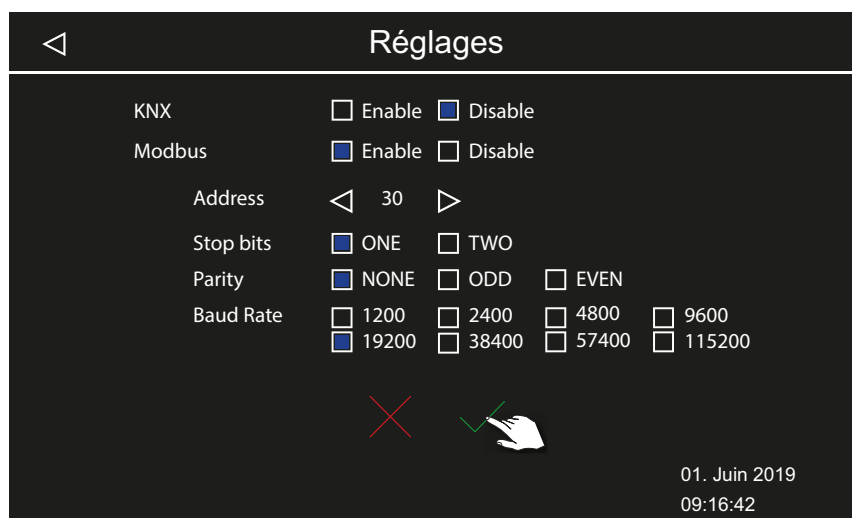 Réglages
KNX Enable Disable
Modbus Enable Disable
Address 30
Stop bits ONE TWO
Parity NONE ODD EVEN
Baud Rate 1200 2400 4800 9600
19200 38400 57400 115200
01. Juin 2019
09:16:42